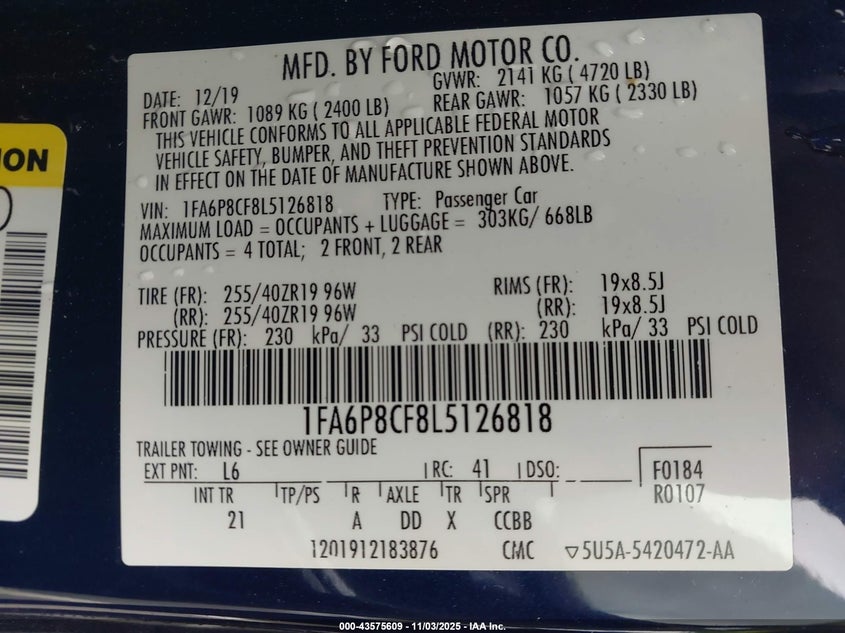 MFD. BY FORD MOTOR CO.
DATE: 12/19
GVWR: 2141 KG ( 4720 LB)
FRONT GAWR: 1089 KG ( 2400 LB)
REAR GAWR: 1057 KG ( 2330 LB)
THIS VEHICLE CONFORMS TO ALL APPLICABLE FEDERAL MOTOR
VEHICLE SAFETY, BUMPER, AND THEFT PREVENTION STANDARDS
IN EFFECT ON THE DATE OF MANUFACTURE SHOWN ABOVE.
VIN: 1FA6P8CF8L5126818 TYPE: Passenger Car
MAXIMUM LOAD = OCCUPANTS + LUGGAGE = 303KG/ 668LB
OCCUPANTS = 4 TOTAL; 2 FRONT, 2 REAR
TIRE (FR): 255/40ZR19 96W RIMS (FR): 19x8.5J
(RR): 255/40ZR19 96W (RR): 19x8.5J
PRESSURE (FR): 230 kPa/ 33 PSI COLD (RR): 230 kPa/ 33 PSI COLD
1FA6P8CF8L5126818
TRAILER TOWING - SEE OWNER GUIDE
EXT PNT: L6 RC: 41 DSO: F0184
INT TR TP/PS R AXLE TR SPR R0107
21 A DD X CCBB
1201912183876 CMC ▽5U5A-5420472-AA
ION
000-43575609 - 11/03/2025 - IAA Inc.